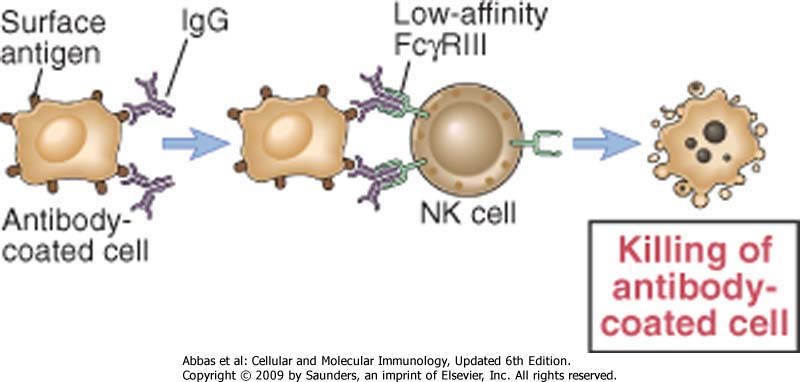 Surface
antigen
IgG
Low-affinity
FcγRIII
Antibody-
coated cell
NK cell
Killing of
antibody-
coated cell
Abbas et al: Cellular and Molecular Immunology, Updated 6th Edition.
Copyright © 2009 by Saunders, an imprint of Elsevier, Inc. All rights reserved.